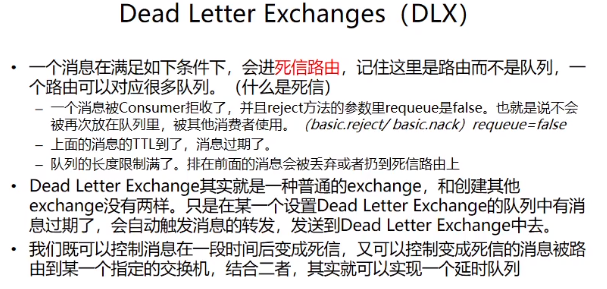 Dead Letter Exchanges（DLX）
• 一个消息在满足如下条件下，会进死信路由，记住这里是路由而不是队列，一
个路由可以对应很多队列。（什么是死信）
– 一个消息被Consumer拒收了，并且reject方法的参数里requeue是false。也就是说不会
被再次放在队列里，被其他消费者使用。（basic.reject/ basic.nack）requeue=false
– 上面的消息的TTL到了，消息过期了。
– 队列的长度限制满了。排在前面的消息会被丢弃或者扔到死信路由上
• Dead Letter Exchange其实就是一种普通的exchange，和创建其他
exchange没有两样。只是在某一个设置Dead Letter Exchange的队列中有消
息过期了，会自动触发消息的转发，发送到Dead Letter Exchange中去。
• 我们既可以控制消息在一段时间后变成死信，又可以控制变成死信的消息被路
由到某一个指定的交换机，结合二者，其实就可以实现一个延时队列